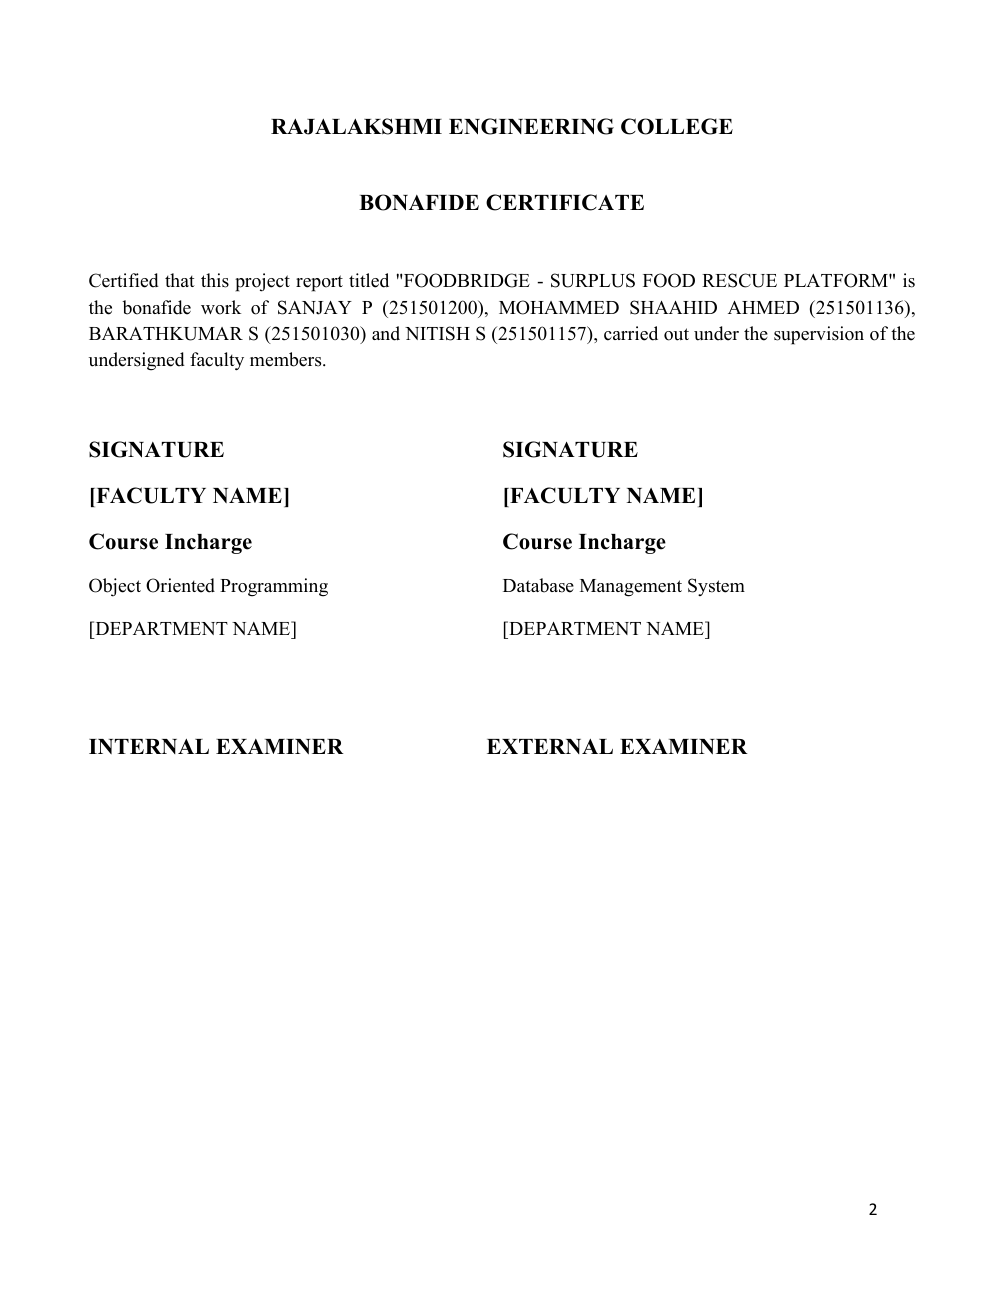 RAJALAKSHMI ENGINEERING COLLEGE
BONAFIDE CERTIFICATE
Certified that this project report titled "FOODBRIDGE - SURPLUS FOOD RESCUE PLATFORM" is
the bonafide work of SANJAY P (251501200), MOHAMMED SHAAHID AHMED (251501136),
BARATHKUMAR S (251501030) and NITISH S (251501157), carried out under the supervision of the
undersigned faculty members.
SIGNATURE SIGNATURE
[FACULTY NAME] [FACULTY NAME]
Course Incharge Course Incharge
Object Oriented Programming Database Management System
[DEPARTMENT NAME] [DEPARTMENT NAME]
INTERNAL EXAMINER EXTERNAL EXAMINER
2